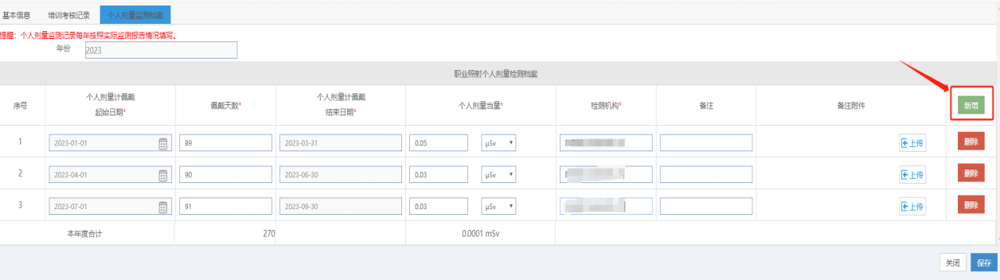 基本信息 培训考核记录 个人剂量监测档案
提醒：个人剂量监测记录每年按照实际监测报告情况填写。
年份 2023
职业照射个人剂量检测档案
序号 个人剂量计佩戴起始日期* 佩戴天数* 个人剂量计佩戴结束日期* 个人剂量当量* 检测机构* 备注 备注附件 新增
1 2023-01-01 89 2023-03-31 0.05 μSv 上传 删除
2 2023-04-01 90 2023-06-30 0.03 μSv 上传 删除
3 2023-07-01 91 2023-09-30 0.03 μSv 上传 删除
本年度合计 270 0.0001 mSv
关闭 保存